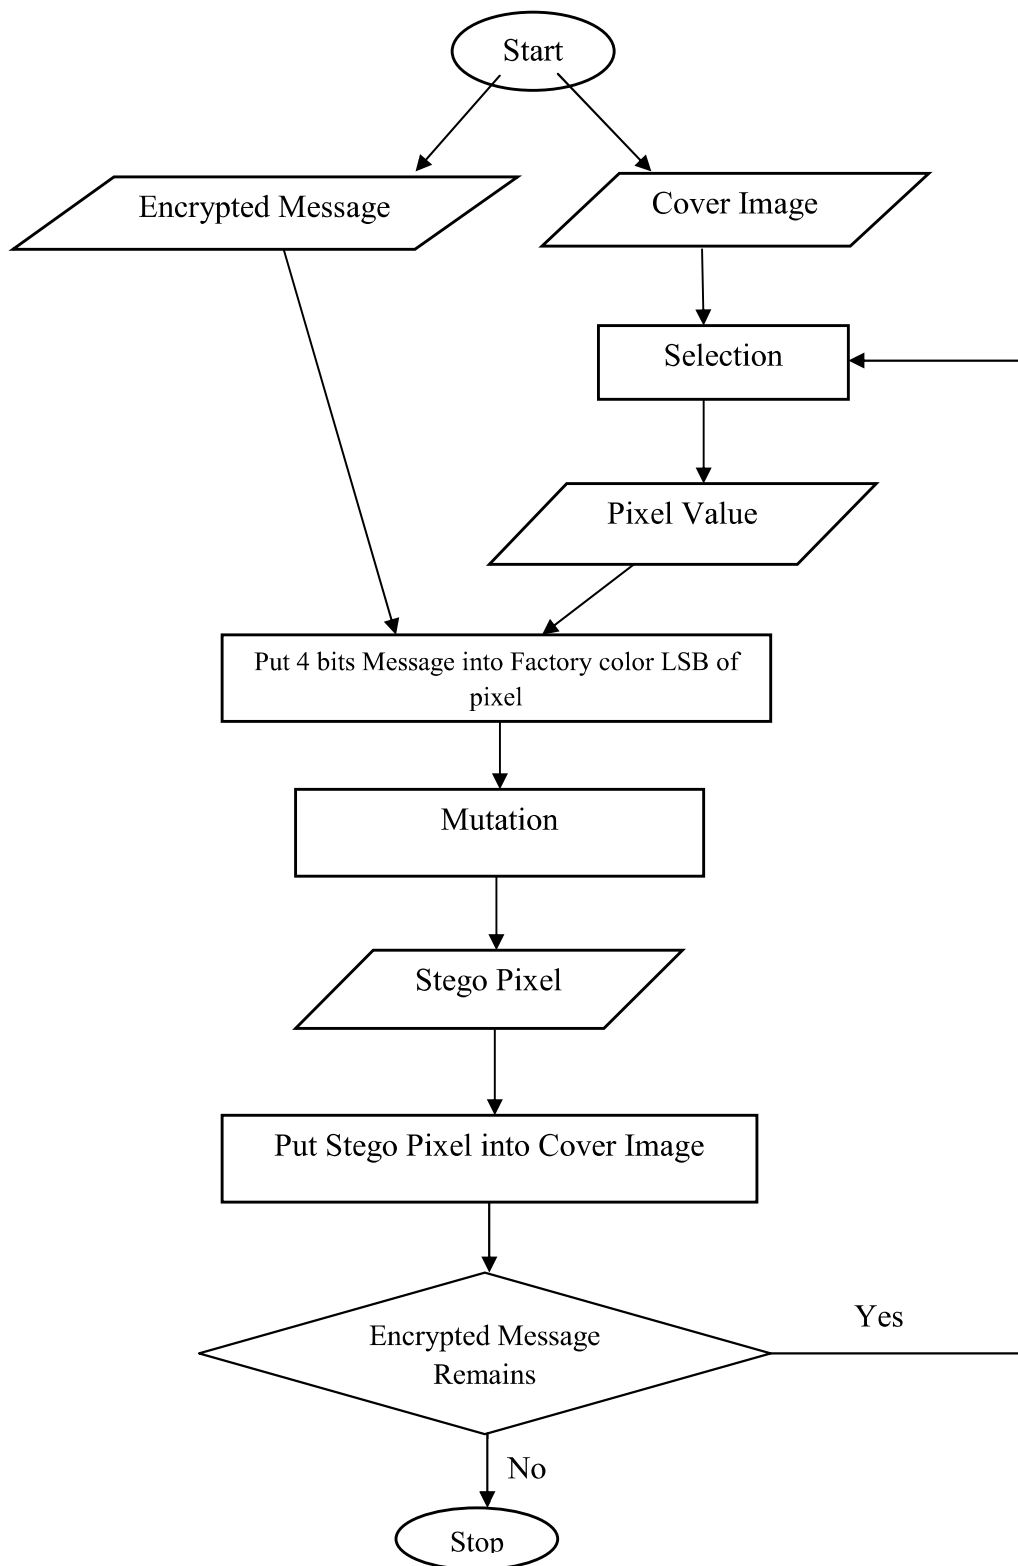 Start
Encrypted Message
Cover Image
Selection
Pixel Value
Put 4 bits Message into Factory color LSB of
pixel
Mutation
Stego Pixel
Put Stego Pixel into Cover Image
Encrypted Message
Remains
Yes
No
Stop